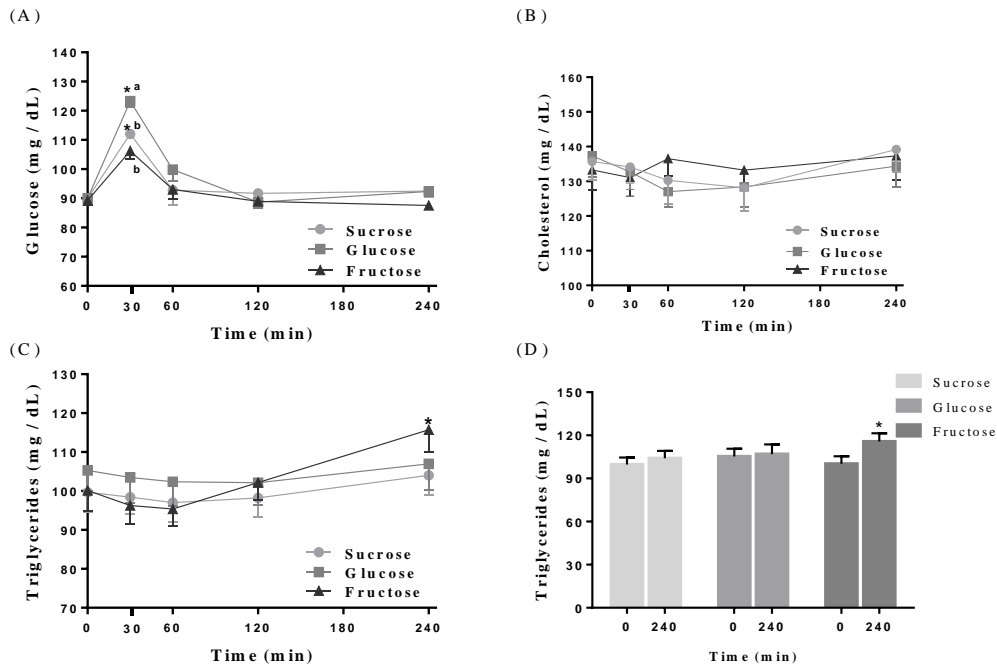 (A)
140
130
120
110
100
90
80
70
60
Glucose (mg / dL)
* a
* b
b
Sucrose
Glucose
Fructose
0 30 60 120 180 240
Time (min)
(B)
160
150
140
130
120
110
100
Cholesterol (mg / dL)
Sucrose
Glucose
Fructose
0 30 60 120 180 240
Time (min)
(C)
130
120
110
100
90
80
70
Triglycerides (mg / dL)
*
Sucrose
Glucose
Fructose
0 30 60 120 180 240
Time (min)
(D)
150
120
90
60
30
0
Triglycerides (mg / dL)
Sucrose
Glucose
Fructose
*
0 240 0 240 0 240
Time (min)